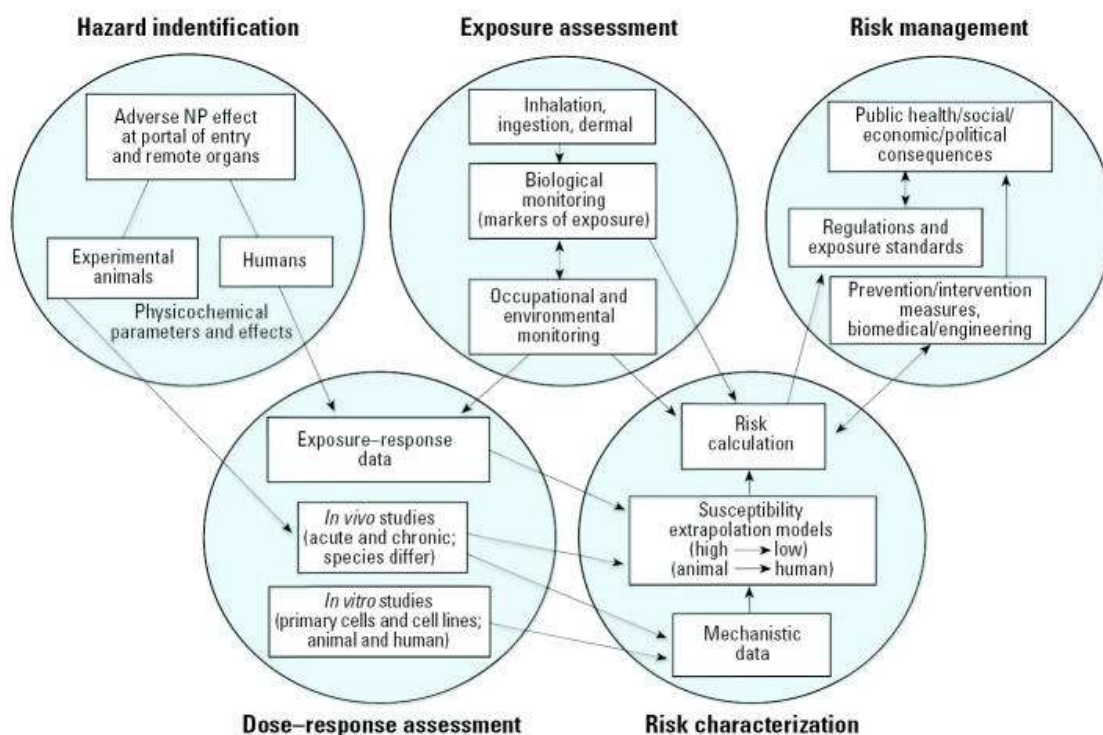 Hazard indentification
Adverse NP effect
at portal of entry
and remote organs
Experimental
animals
Humans
Physicochemical
parameters and effects
Exposure assessment
Inhalation,
ingestion, dermal
Biological
monitoring
(markers of exposure)
Occupational and
environmental
monitoring
Risk management
Public health/social/
economic/political
consequences
Regulations and
exposure standards
Prevention/intervention
measures,
biomedical/engineering
Exposure–response
data
In vivo studies
(acute and chronic;
species differ)
In vitro studies
(primary cells and cell lines;
animal and human)
Dose–response assessment
Risk
calculation
Susceptibility
extrapolation models
(high → low)
(animal → human)
Mechanistic
data
Risk characterization